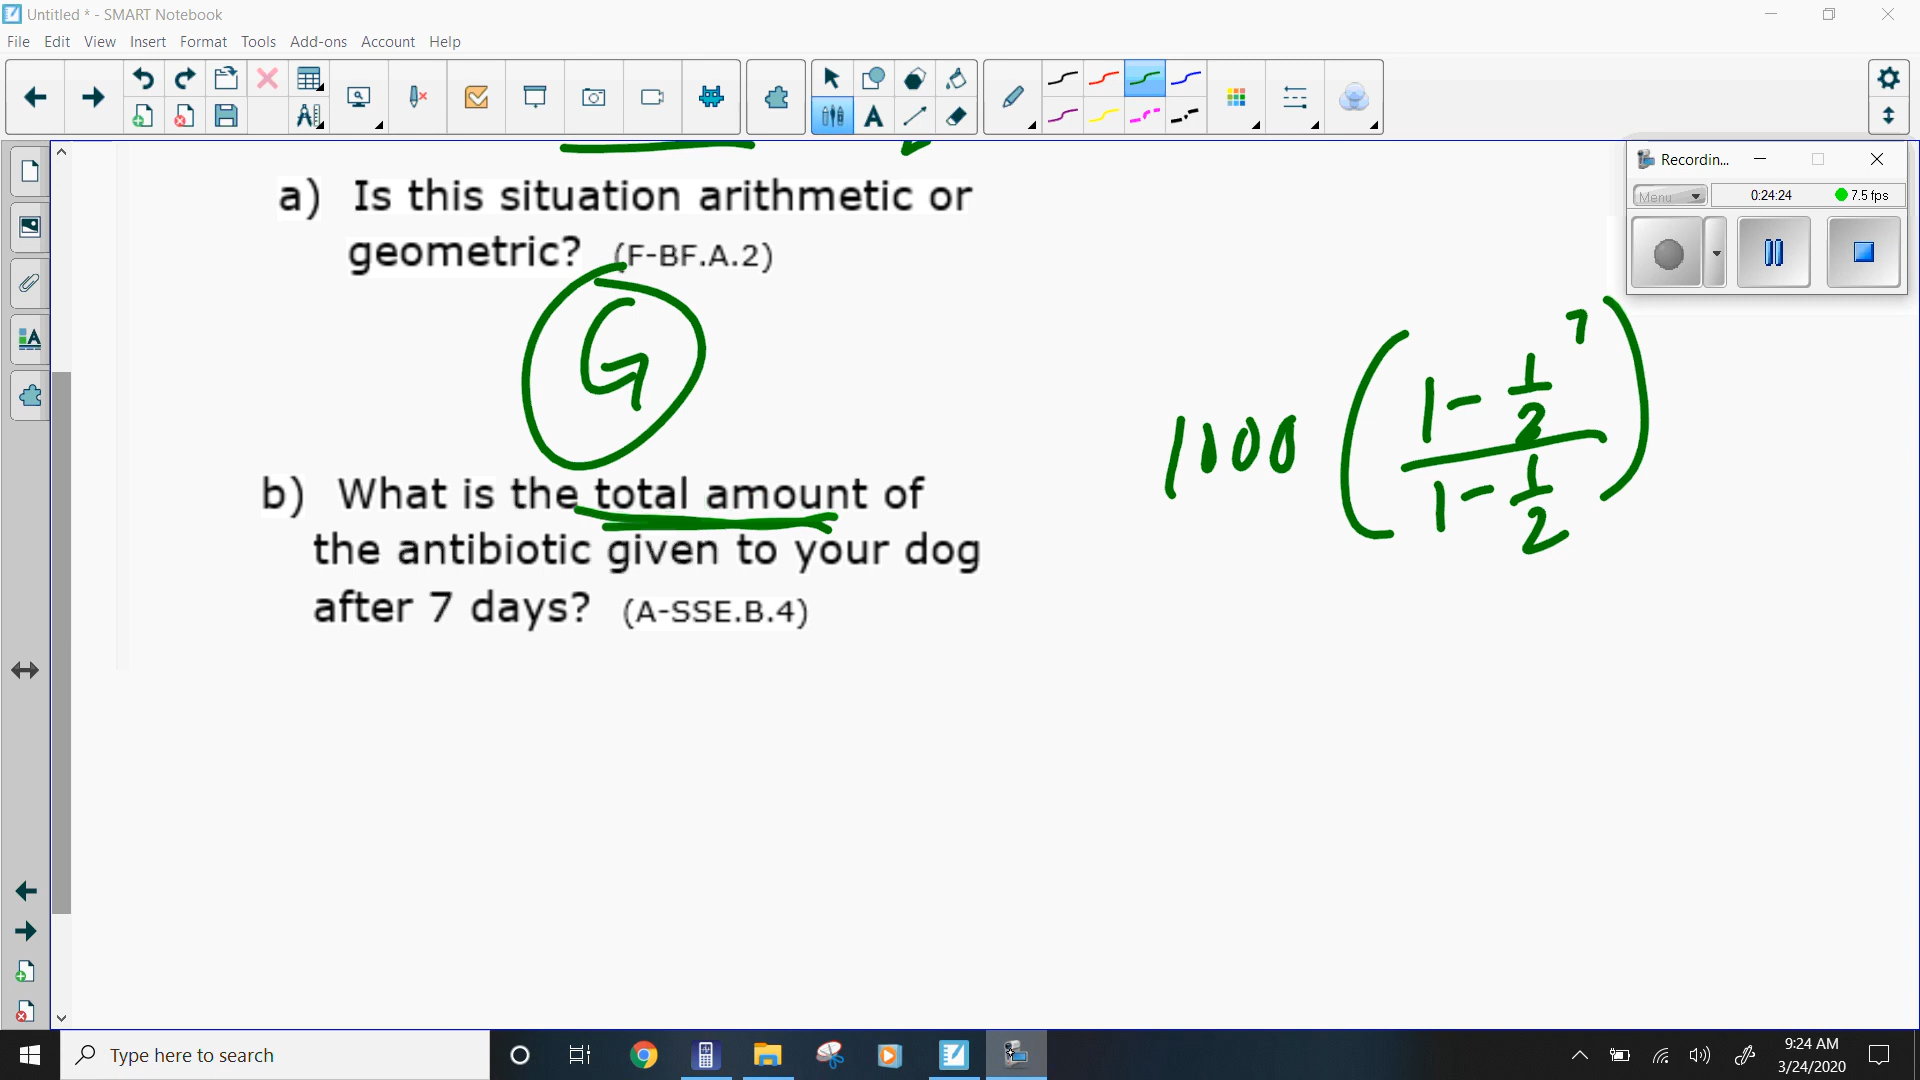 Untitled * - SMART Notebook
File Edit View Insert Format Tools Add-ons Account Help
Recordin...
Menu 0:24:24 7.5 fps
a) Is this situation arithmetic or
geometric? (F-BF.A.2)
G
b) What is the total amount of
the antibiotic given to your dog
after 7 days? (A-SSE.B.4)
1000 ( 1 - 1/2 7 / 1 - 1/2 )
Type here to search
9:24 AM
3/24/2020